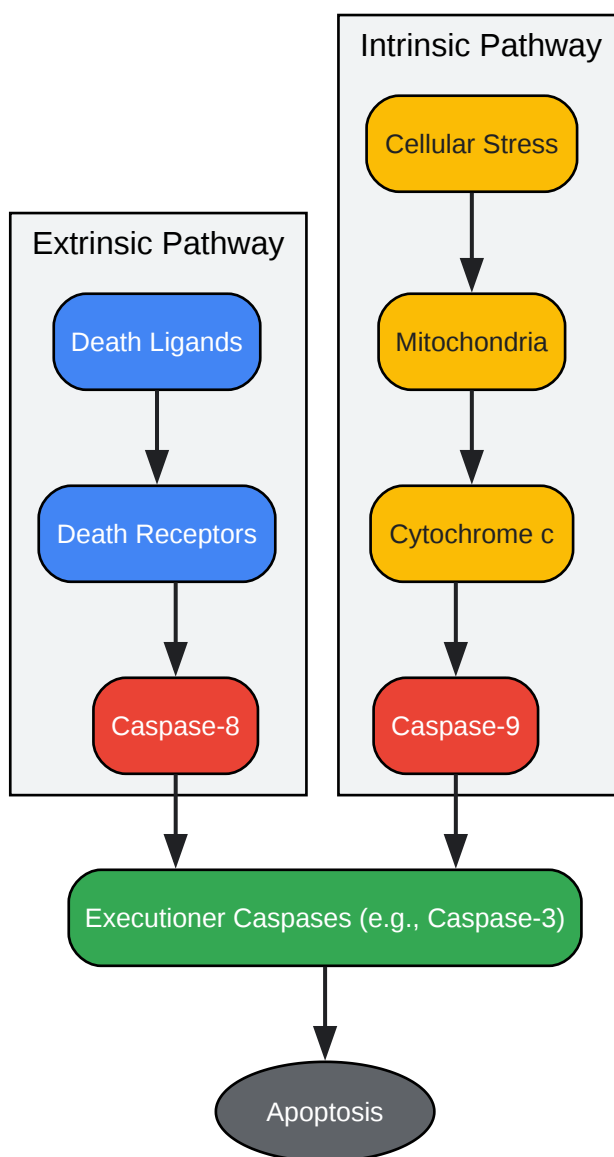 Intrinsic Pathway
Cellular Stress
Mitochondria
Cytochrome c
Caspase-9
Extrinsic Pathway
Death Ligands
Death Receptors
Caspase-8
Executioner Caspases (e.g., Caspase-3)
Apoptosis